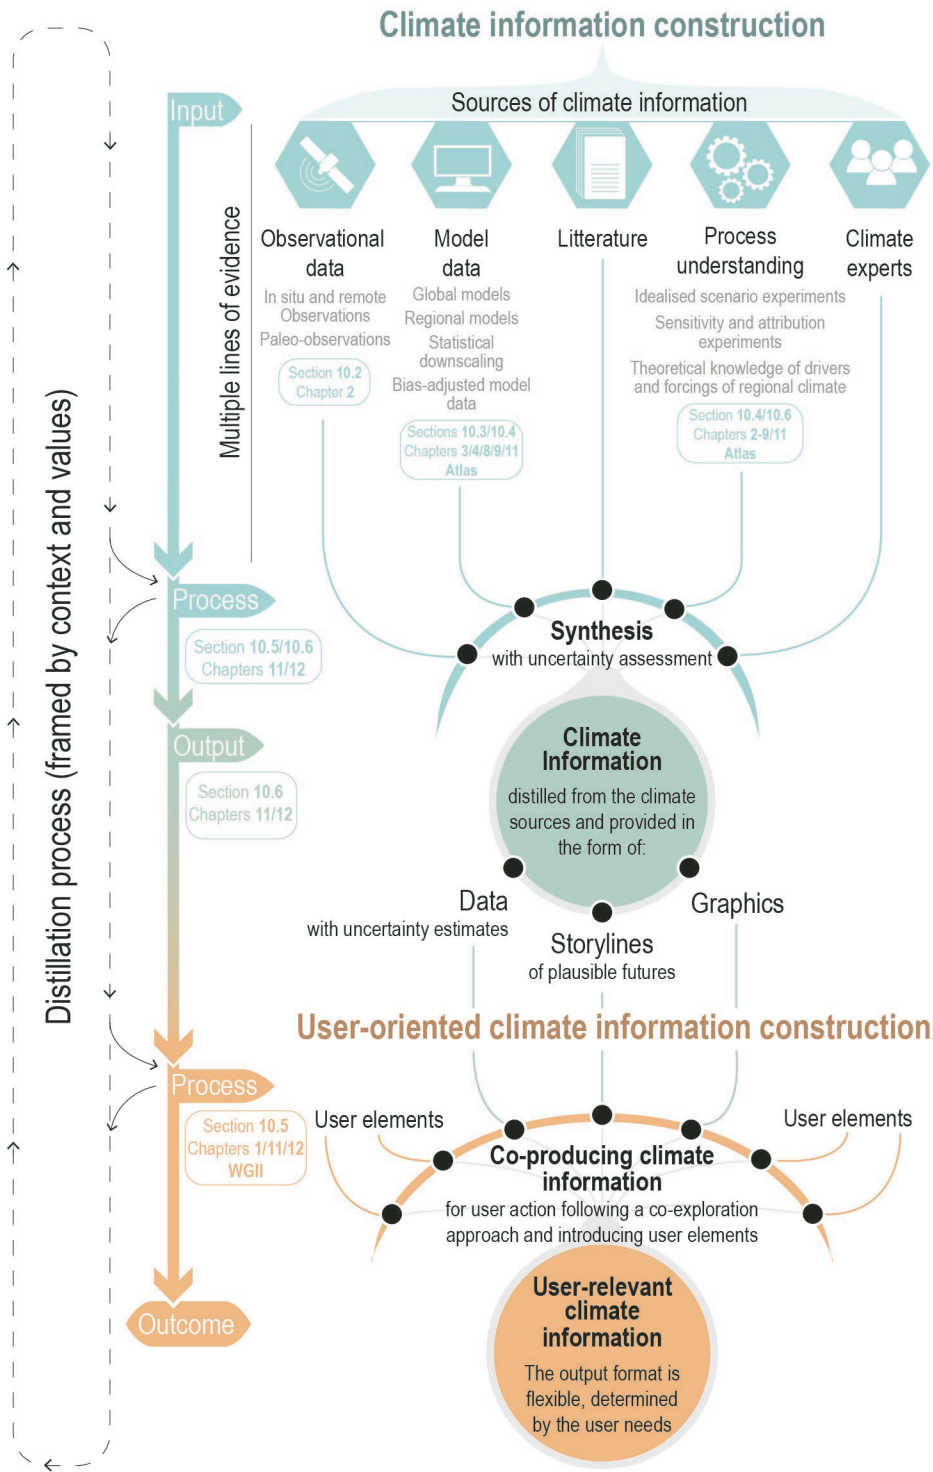 Climate information construction
Input
Sources of climate information
Multiple lines of evidence
Observational
data
In situ and remote
Observations
Paleo-observations
Section 10.2
Chapter 2
Model
data
Global models
Regional models
Statistical
downscaling
Bias-adjusted model
data
Sections 10.3/10.4
Chapters 3/4/8/9/11
Atlas
Litterature
Process
understanding
Idealised scenario experiments
Sensitivity and attribution
experiments
Theoretical knowledge of drivers
and forcings of regional climate
Section 10.4/10.6
Chapters 2-9/11
Atlas
Climate
experts
Distillation process (framed by context and values)
Process
Section 10.5/10.6
Chapters 11/12
Synthesis
with uncertainty assessment
Output
Section 10.6
Chapters 11/12
Climate
Information
distilled from the climate
sources and provided in
the form of:
Data
with uncertainty estimates
Storylines
of plausible futures
Graphics
User-oriented climate information construction
Process
Section 10.5
Chapters 1/11/12
WGII
User elements
User elements
Co-producing climate
information
for user action following a co-exploration
approach and introducing user elements
Outcome
User-relevant
climate
information
The output format is
flexible, determined
by the user needs